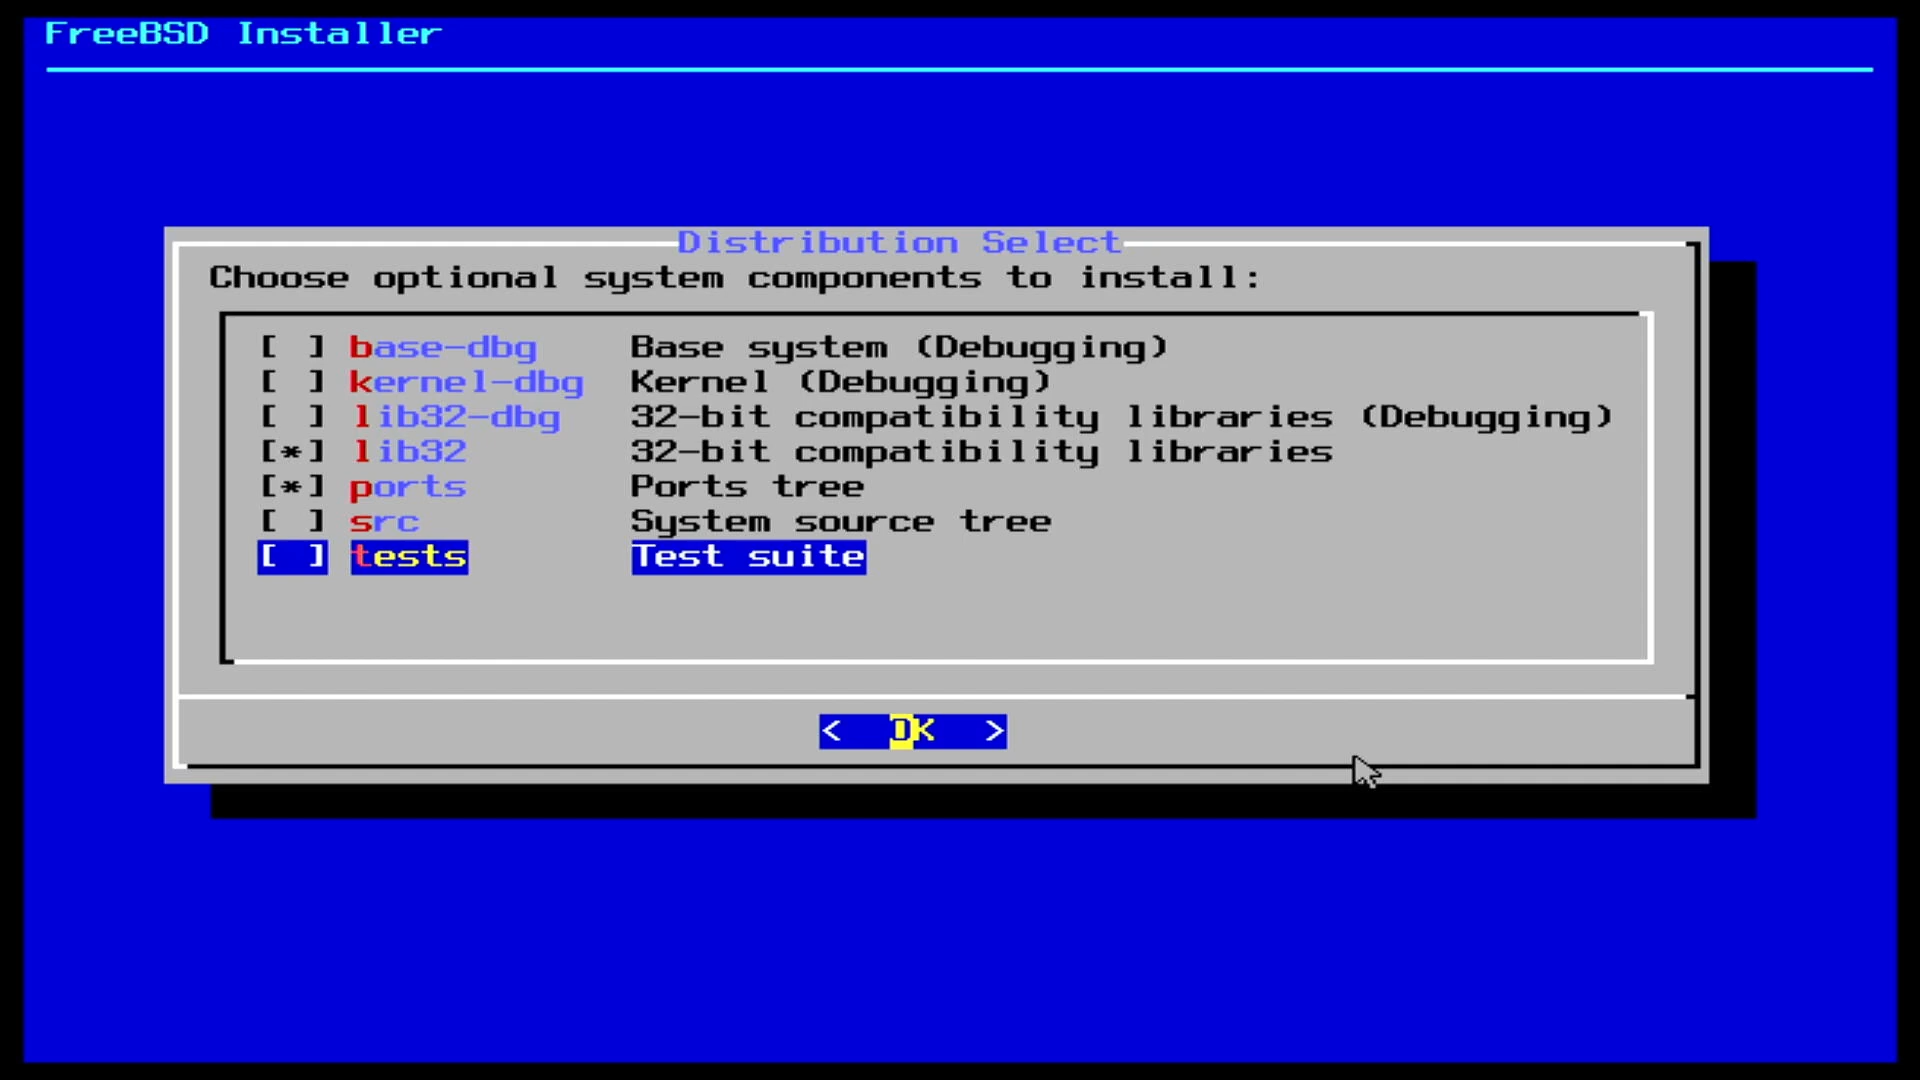 FreeBSD Installer
Distribution Select
Choose optional system components to install:
[ ] base-dbg Base system (Debugging)
[ ] kernel-dbg Kernel (Debugging)
[ ] lib32-dbg 32-bit compatibility libraries (Debugging)
[*] lib32 32-bit compatibility libraries
[*] ports Ports tree
[ ] src System source tree
[ ] tests Test suite
< OK >